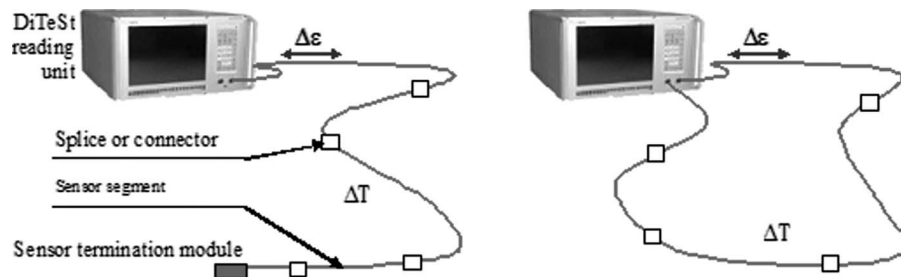 DiTeSt
reading
unit
Δε
Splice or connector
Sensor segment
ΔT
Sensor termination module
Δε
ΔT